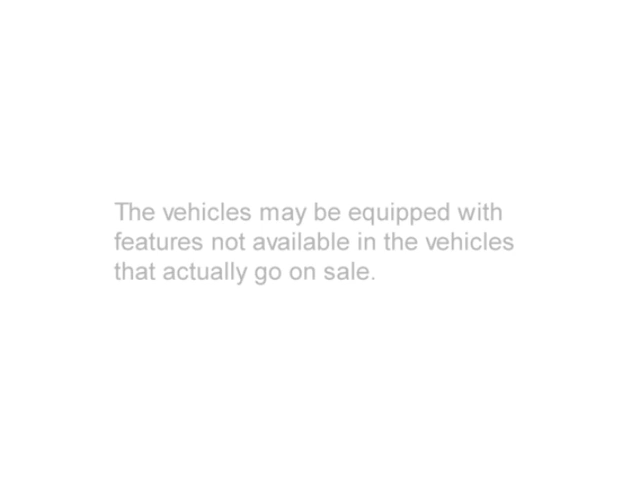 The vehicles may be equipped with
features not available in the vehicles
that actually go on sale.